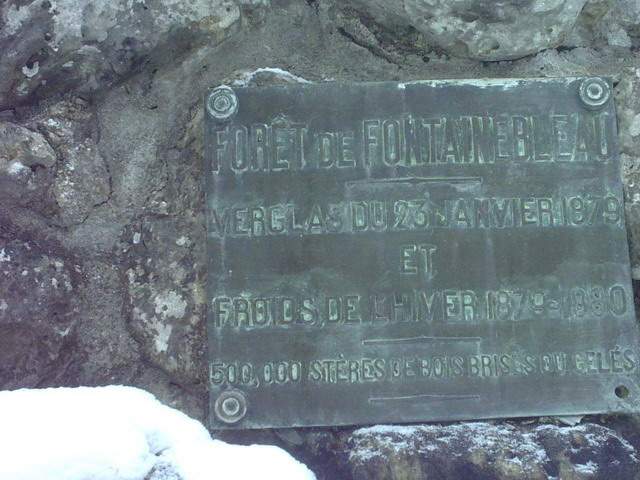 FORÊT DE FONTAINEBLEAU
VERGLAS DU 23 JANVIER 1879
ET
FROIDS DE L'HIVER 1879-1880
500,000 STÈRES DE BOIS BRISÉS OU GELÉS